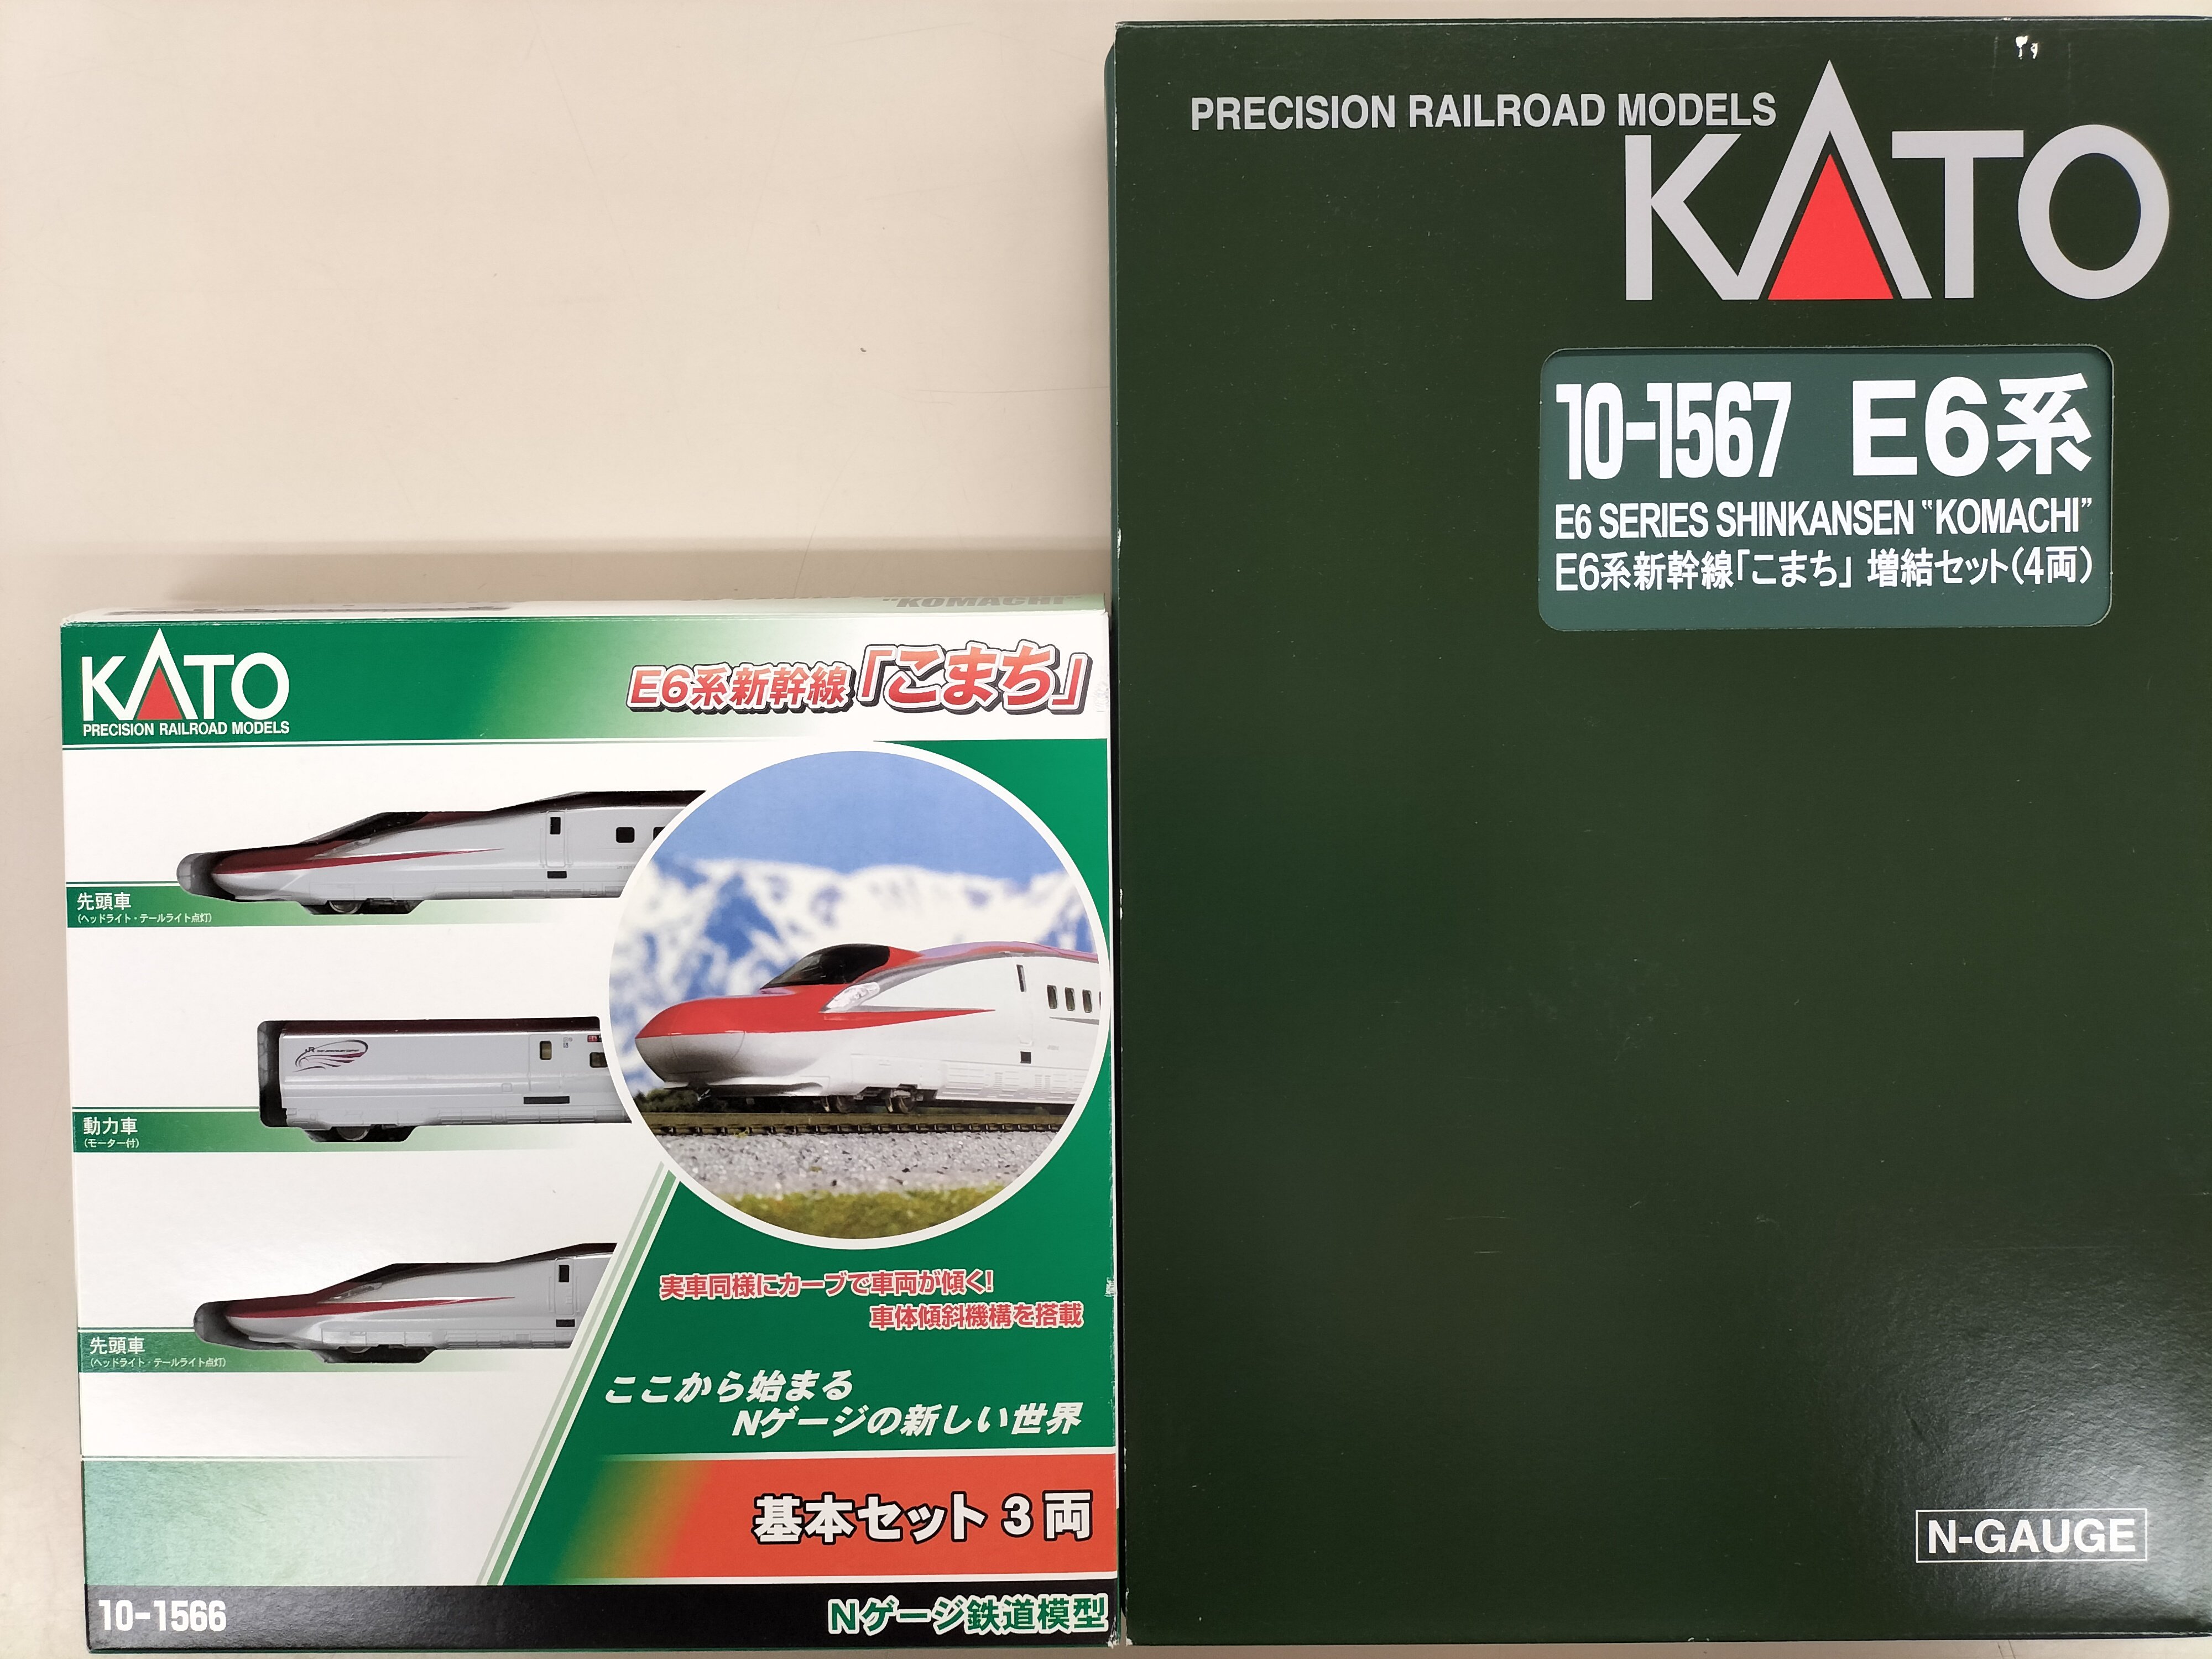 KATO
PRECISION RAILROAD MODELS
E6系新幹線「こまち」
"KOMACHI"
先頭車
(ヘッドライト・テールライト点灯)
動力車
(モーター付)
先頭車
(ヘッドライト・テールライト点灯)
実車同様にカーブで車両が傾く!
車体傾斜機構を搭載
ここから始まる
Nゲージの新しい世界
基本セット 3 両
10-1566
Nゲージ鉄道模型
PRECISION RAILROAD MODELS
KATO
10-1567 E6系
E6 SERIES SHINKANSEN "KOMACHI"
E6系新幹線「こまち」 増結セット(4両)
N-GAUGE